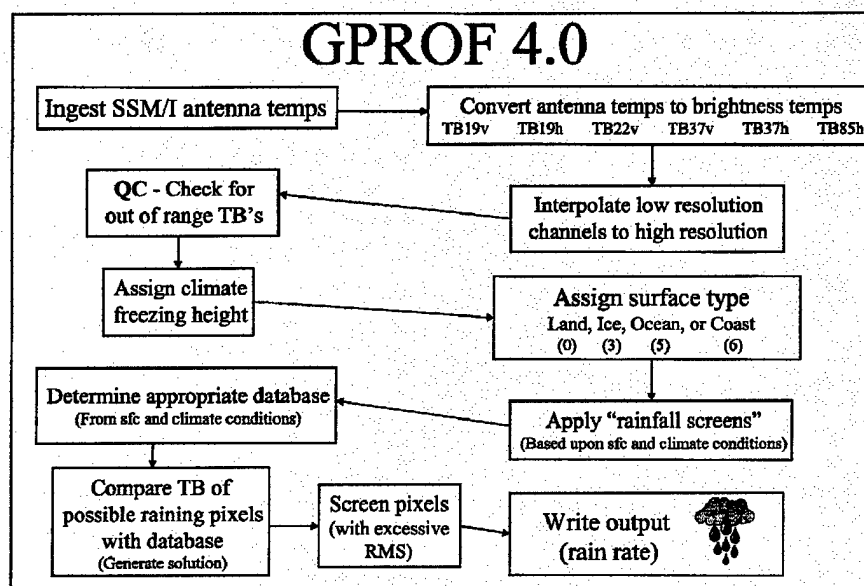 GPROF 4.0
Ingest SSM/I antenna temps
Convert antenna temps to brightness temps
TB19v TB19h TB22v TB37v TB37h TB85h
Interpolate low resolution
channels to high resolution
QC - Check for
out of range TB's
Assign climate
freezing height
Assign surface type
Land, Ice, Ocean, or Coast
(0) (3) (5) (6)
Apply "rainfall screens"
(Based upon sfc and climate conditions)
Determine appropriate database
(From sfc and climate conditions)
Compare TB of
possible raining pixels
with database
(Generate solution)
Screen pixels
(with excessive
RMS)
Write output
(rain rate)